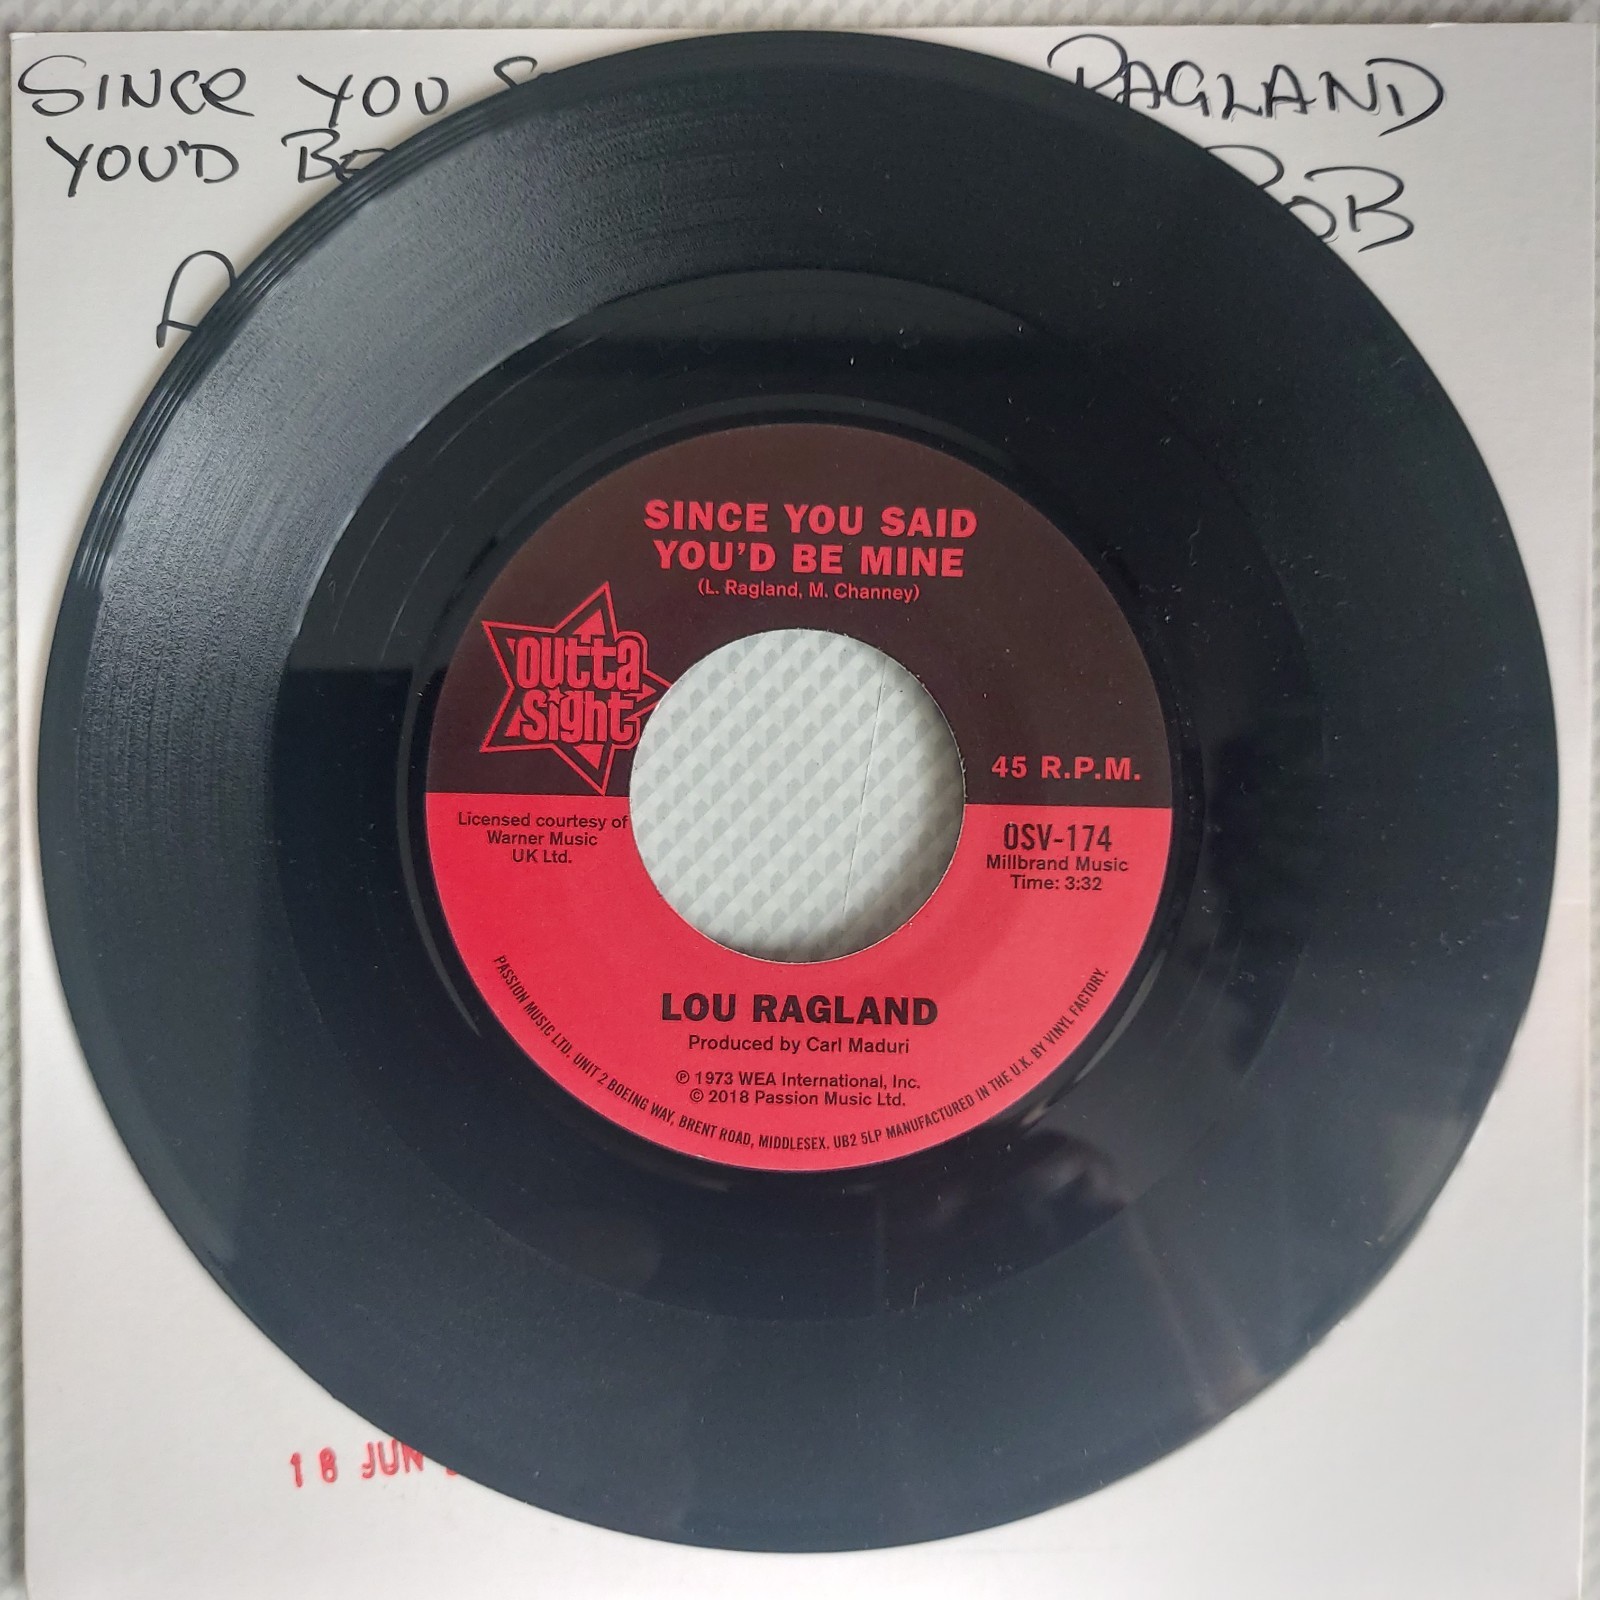 SINCE YOU
RAGLAND
YOU'D BE
SINCE YOU SAID
YOU'D BE MINE
(L. Ragland, M. Channey)
outta
sight
45 R.P.M.
Licensed courtesy of
Warner Music
UK Ltd.
OSV-174
Millbrand Music
Time: 3:32
LOU RAGLAND
Produced by Carl Maduri
℗ 1973 WEA International, Inc.
© 2018 Passion Music Ltd.
PASSION MUSIC LTD. UNIT 2 BOEING WAY, BRENT ROAD, MIDDLESEX. UB2 5LP MANUFACTURED IN THE U.K. BY VINYL FACTORY.
18 JUN